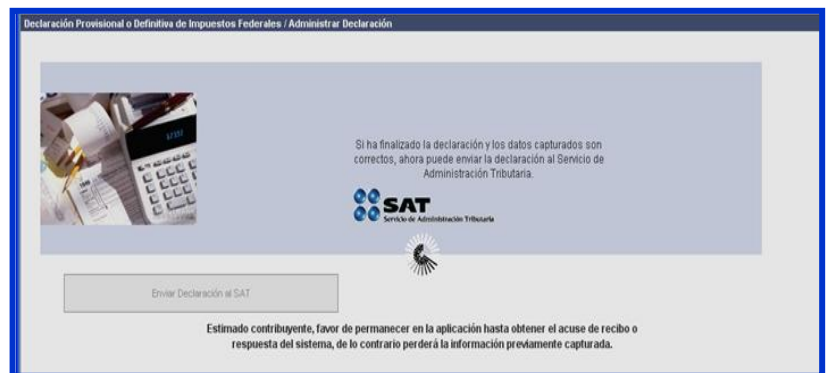 Declaración Provisional o Definitiva de Impuestos Federales / Administrar Declaración
Si ha finalizado la declaración y los datos capturados son
correctos, ahora puede enviar la declaración al Servicio de
Administración Tributaria.
SAT
Servicio de Administración Tributaria
Enviar Declaración al SAT
Estimado contribuyente, favor de permanecer en la aplicación hasta obtener el acuse de recibo o
respuesta del sistema, de lo contrario perderá la información previamente capturada.